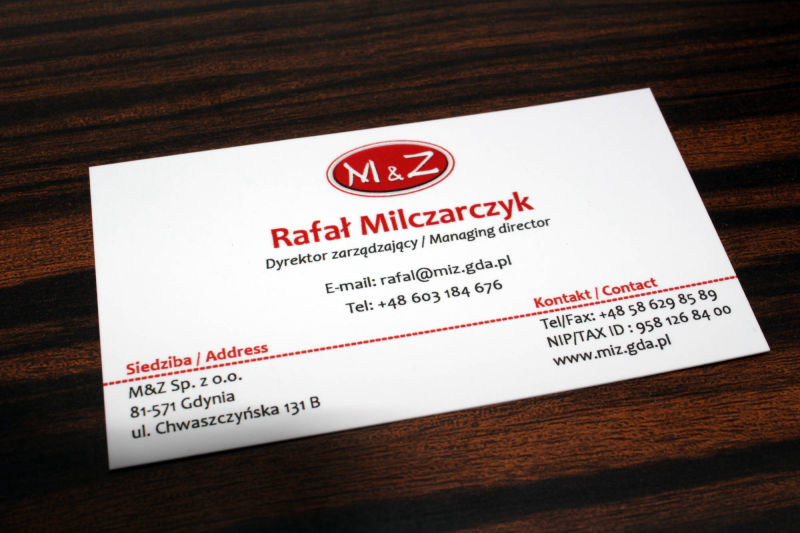 M & Z
Rafał Milczarczyk
Dyrektor zarządzający / Managing director
E-mail: rafal@miz.gda.pl
Tel: +48 603 184 676
Siedziba / Address
M&Z Sp. z o.o.
81-571 Gdynia
ul. Chwaszczyńska 131 B
Kontakt / Contact
Tel/Fax: +48 58 629 85 89
NIP/TAX ID : 958 126 84 00
www.miz.gda.pl